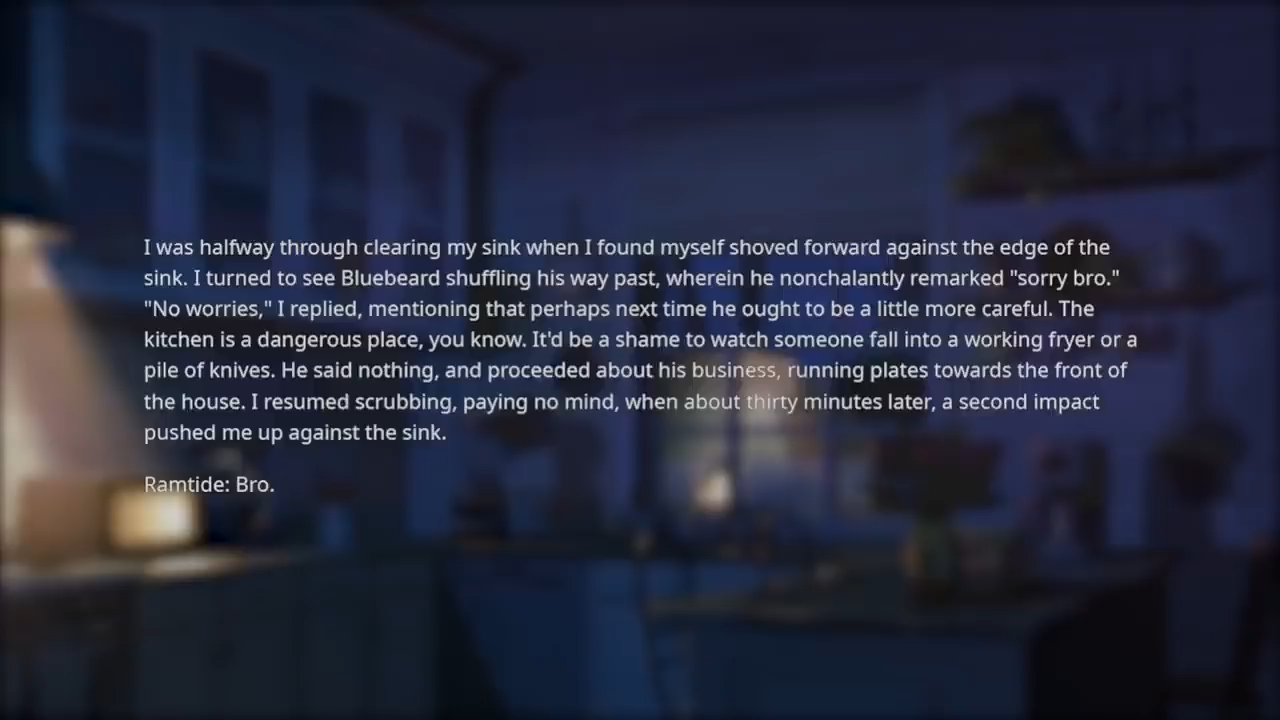 I was halfway through clearing my sink when I found myself shoved forward against the edge of the
sink. I turned to see Bluebeard shuffling his way past, wherein he nonchalantly remarked "sorry bro."
"No worries," I replied, mentioning that perhaps next time he ought to be a little more careful. The
kitchen is a dangerous place, you know. It'd be a shame to watch someone fall into a working fryer or a
pile of knives. He said nothing, and proceeded about his business, running plates towards the front of
the house. I resumed scrubbing, paying no mind, when about thirty minutes later, a second impact
pushed me up against the sink.
Ramtide: Bro.